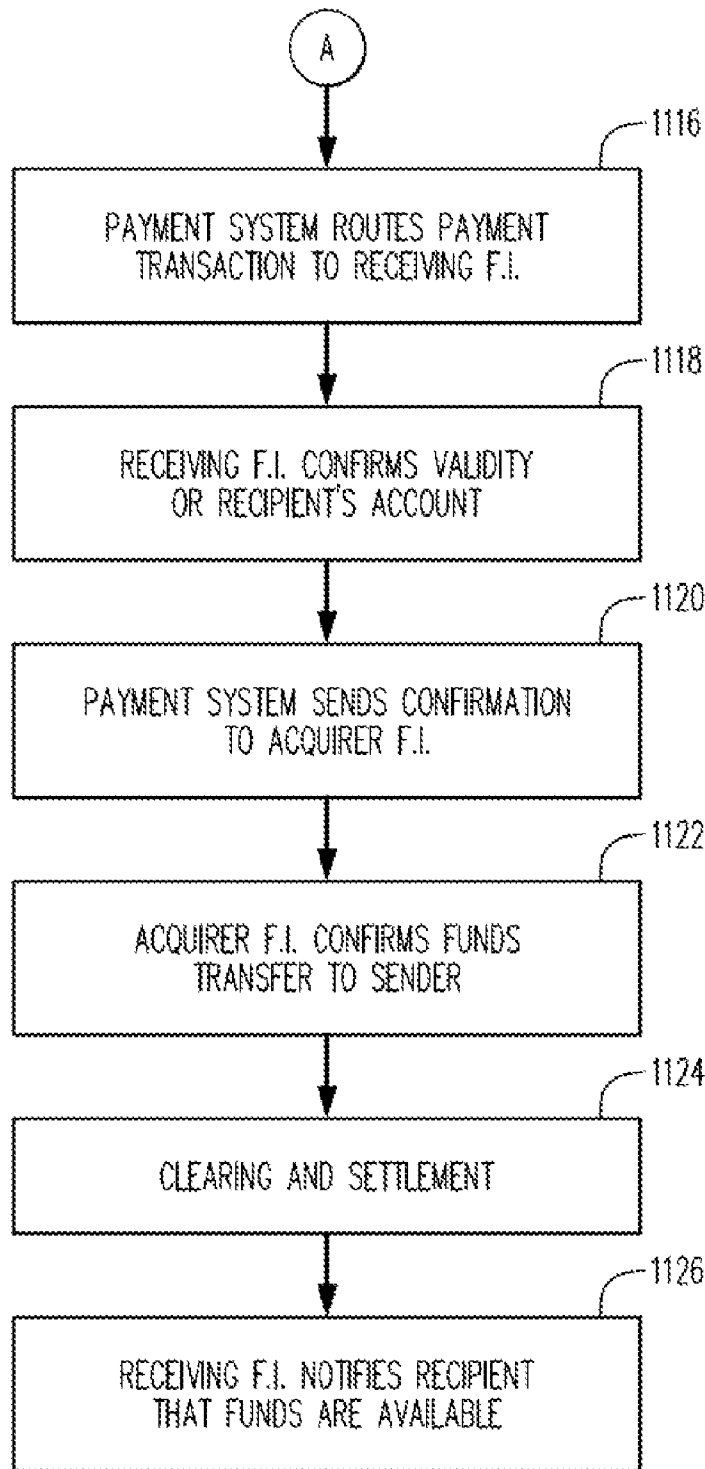 A
1116
PAYMENT SYSTEM ROUTES PAYMENT
TRANSACTION TO RECEIVING F.I.
1118
RECEIVING F.I. CONFIRMS VALIDITY
OR RECIPIENT'S ACCOUNT
1120
PAYMENT SYSTEM SENDS CONFIRMATION
TO ACQUIRER F.I.
1122
ACQUIRER F.I. CONFIRMS FUNDS
TRANSFER TO SENDER
1124
CLEARING AND SETTLEMENT
1126
RECEIVING F.I. NOTIFIES RECIPIENT
THAT FUNDS ARE AVAILABLE